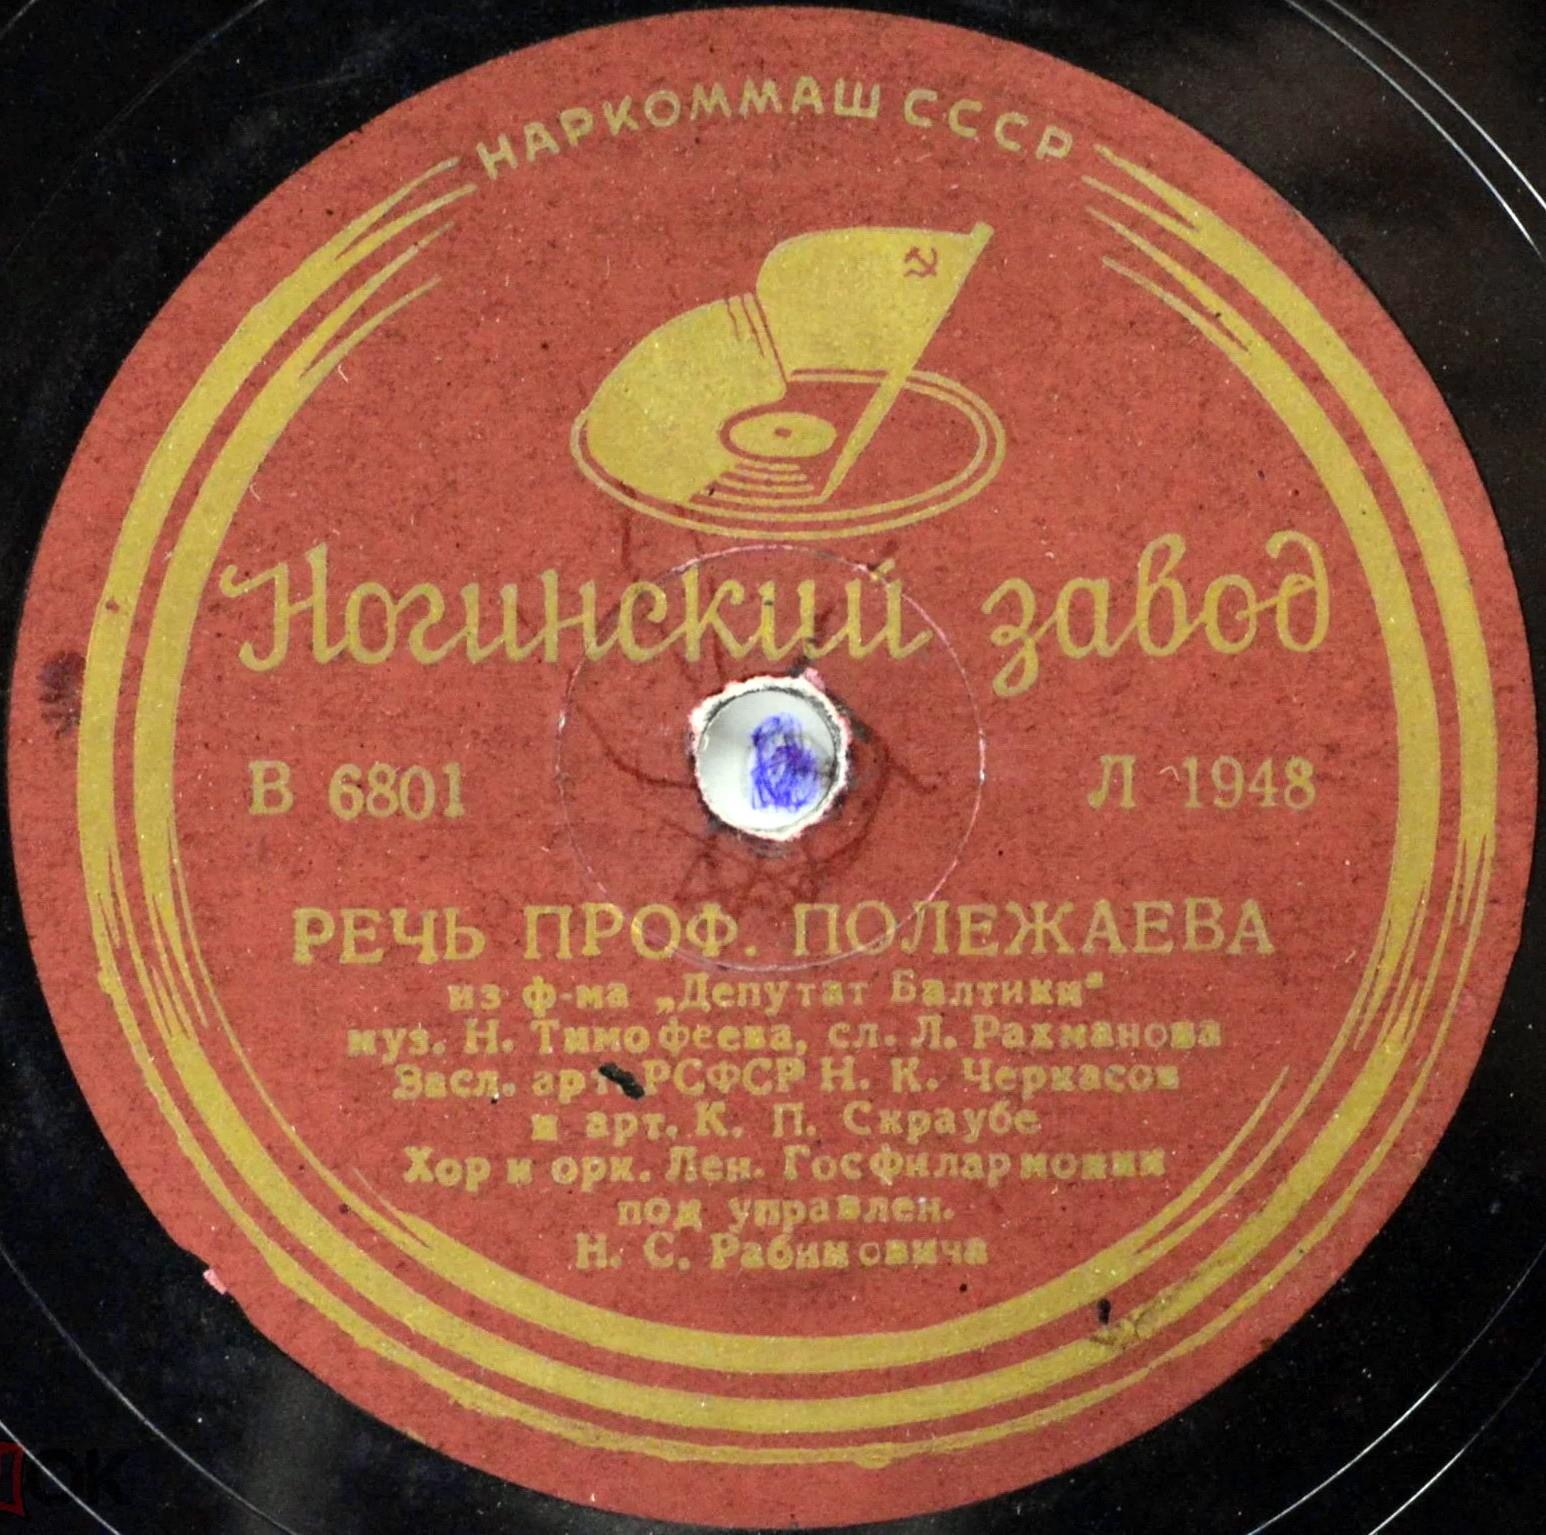 НАРКОММАШ СССР
Ногинский завод
В 6801
Л 1948
РЕЧЬ ПРОФ. ПОЛЕЖАЕВА
из ф-ма „Депутат Балтики“
муз. Н. Тимофеева, сл. Л. Рахманова
Засл. арт. РСФСР Н. К. Черкасов
и арт. К. П. Скраубе
Хор и орк. Лен. Госфилармонии
под управлен.
Н. С. Рабиновича